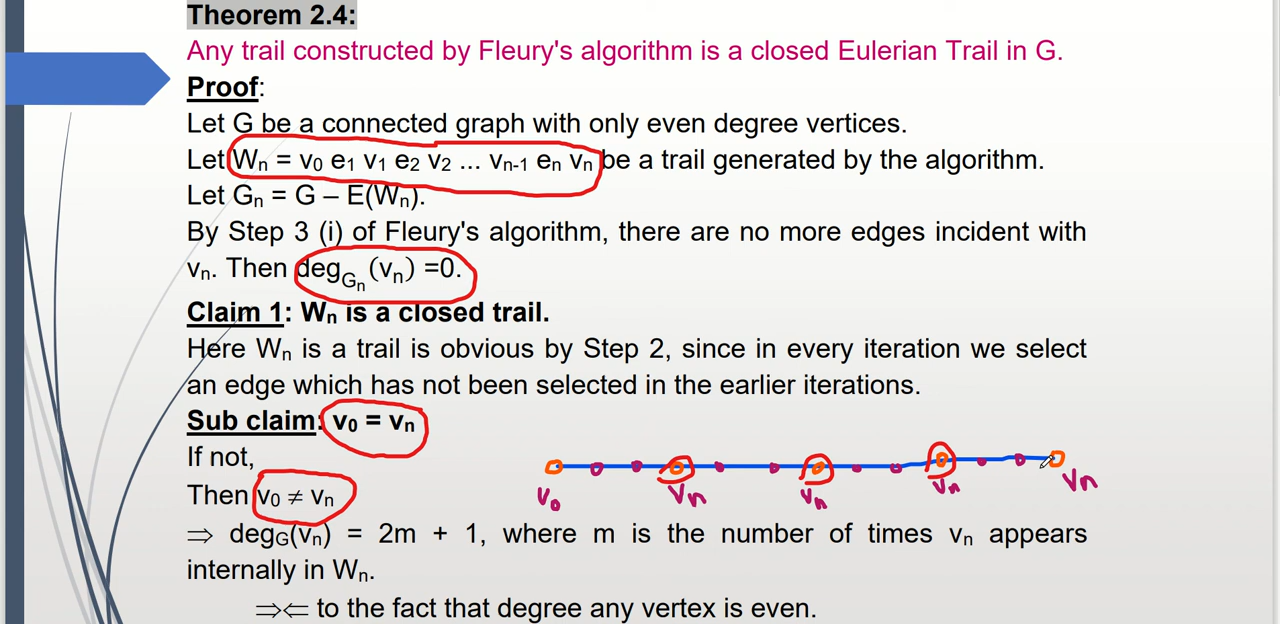 Theorem 2.4:
Any trail constructed by Fleury's algorithm is a closed Eulerian Trail in G.
Proof:
Let G be a connected graph with only even degree vertices.
Let Wn = v0 e1 v1 e2 v2 ... vn-1 en vn be a trail generated by the algorithm.
Let Gn = G – E(Wn).
By Step 3 (i) of Fleury's algorithm, there are no more edges incident with
vn. Then degGn (vn) =0.
Claim 1: Wn is a closed trail.
Here Wn is a trail is obvious by Step 2, since in every iteration we select
an edge which has not been selected in the earlier iterations.
Sub claim: v0 = vn
If not,
Then v0 ≠ vn
v0 vn vn vn vn
⇒ degG(vn) = 2m + 1, where m is the number of times vn appears
internally in Wn.
⇒⇐ to the fact that degree any vertex is even.